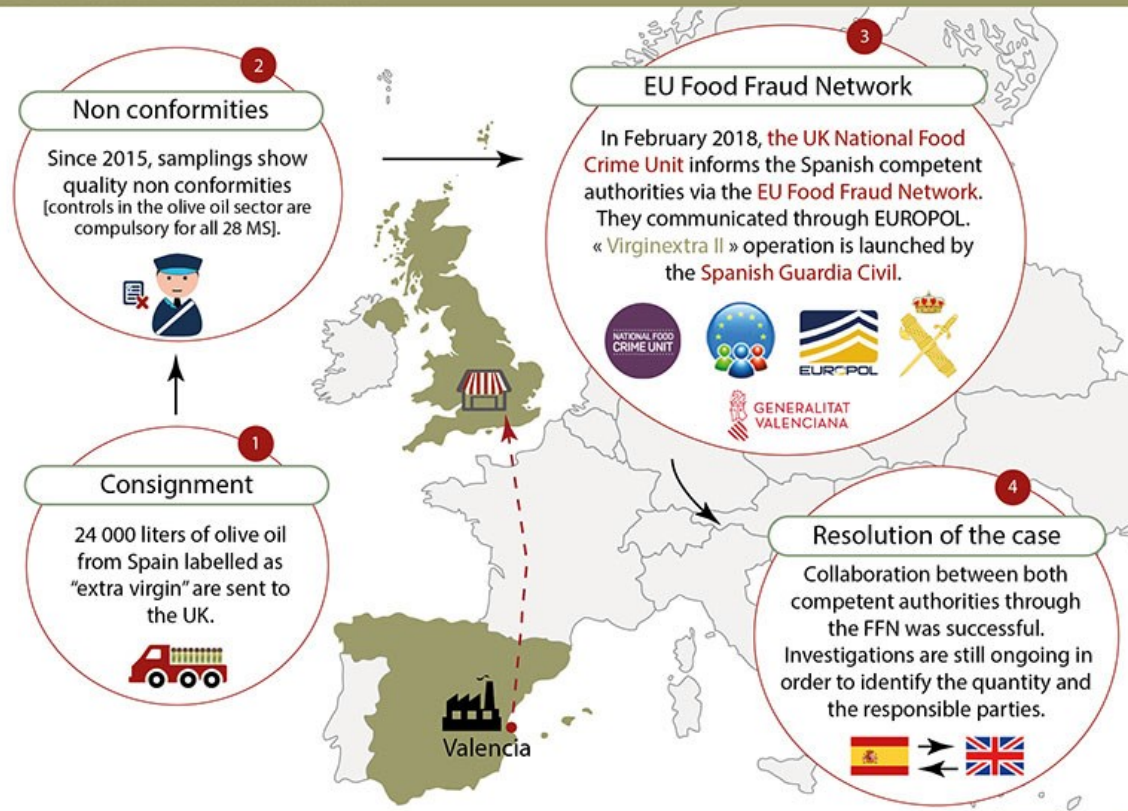 1
Consignment
24 000 liters of olive oil
from Spain labelled as
“extra virgin” are sent to
the UK.
2
Non conformities
Since 2015, samplings show
quality non conformities
[controls in the olive oil sector are
compulsory for all 28 MS].
3
EU Food Fraud Network
In February 2018, the UK National Food
Crime Unit informs the Spanish competent
authorities via the EU Food Fraud Network.
They communicated through EUROPOL.
« Virginextra II » operation is launched by
the Spanish Guardia Civil.
NATIONAL FOOD
CRIME UNIT
EUROPOL
GENERALITAT
VALENCIANA
4
Resolution of the case
Collaboration between both
competent authorities through
the FFN was successful.
Investigations are still ongoing in
order to identify the quantity and
the responsible parties.
Valencia